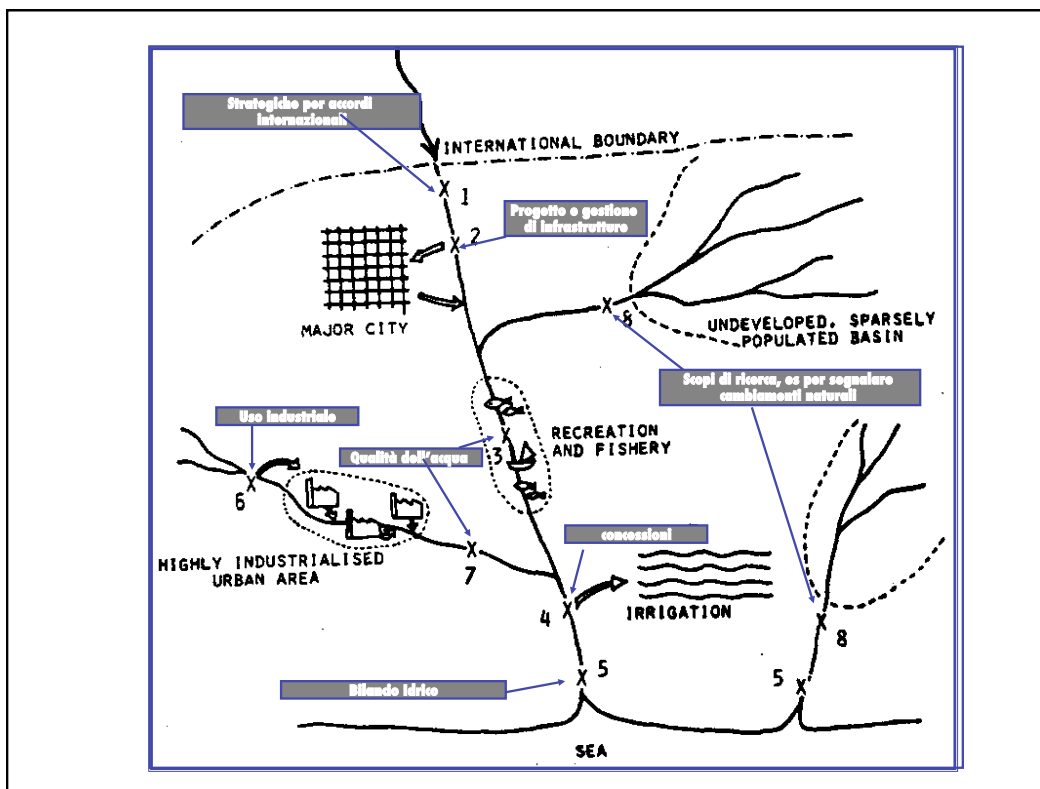 Strategiche per accordi
internazionali
INTERNATIONAL BOUNDARY
1
Progetto e gestione
di infrastrutture
2
MAJOR CITY
8
UNDEVELOPED, SPARSELY
POPULATED BASIN
Scopi di ricerca, es per segnalare
cambiamenti naturali
Uso industriale
RECREATION
AND FISHERY
3
Qualità dell'acqua
6
HIGHLY INDUSTRIALISED
URBAN AREA
7
concessioni
4
IRRIGATION
8
5
5
Bilancio Idrico
SEA